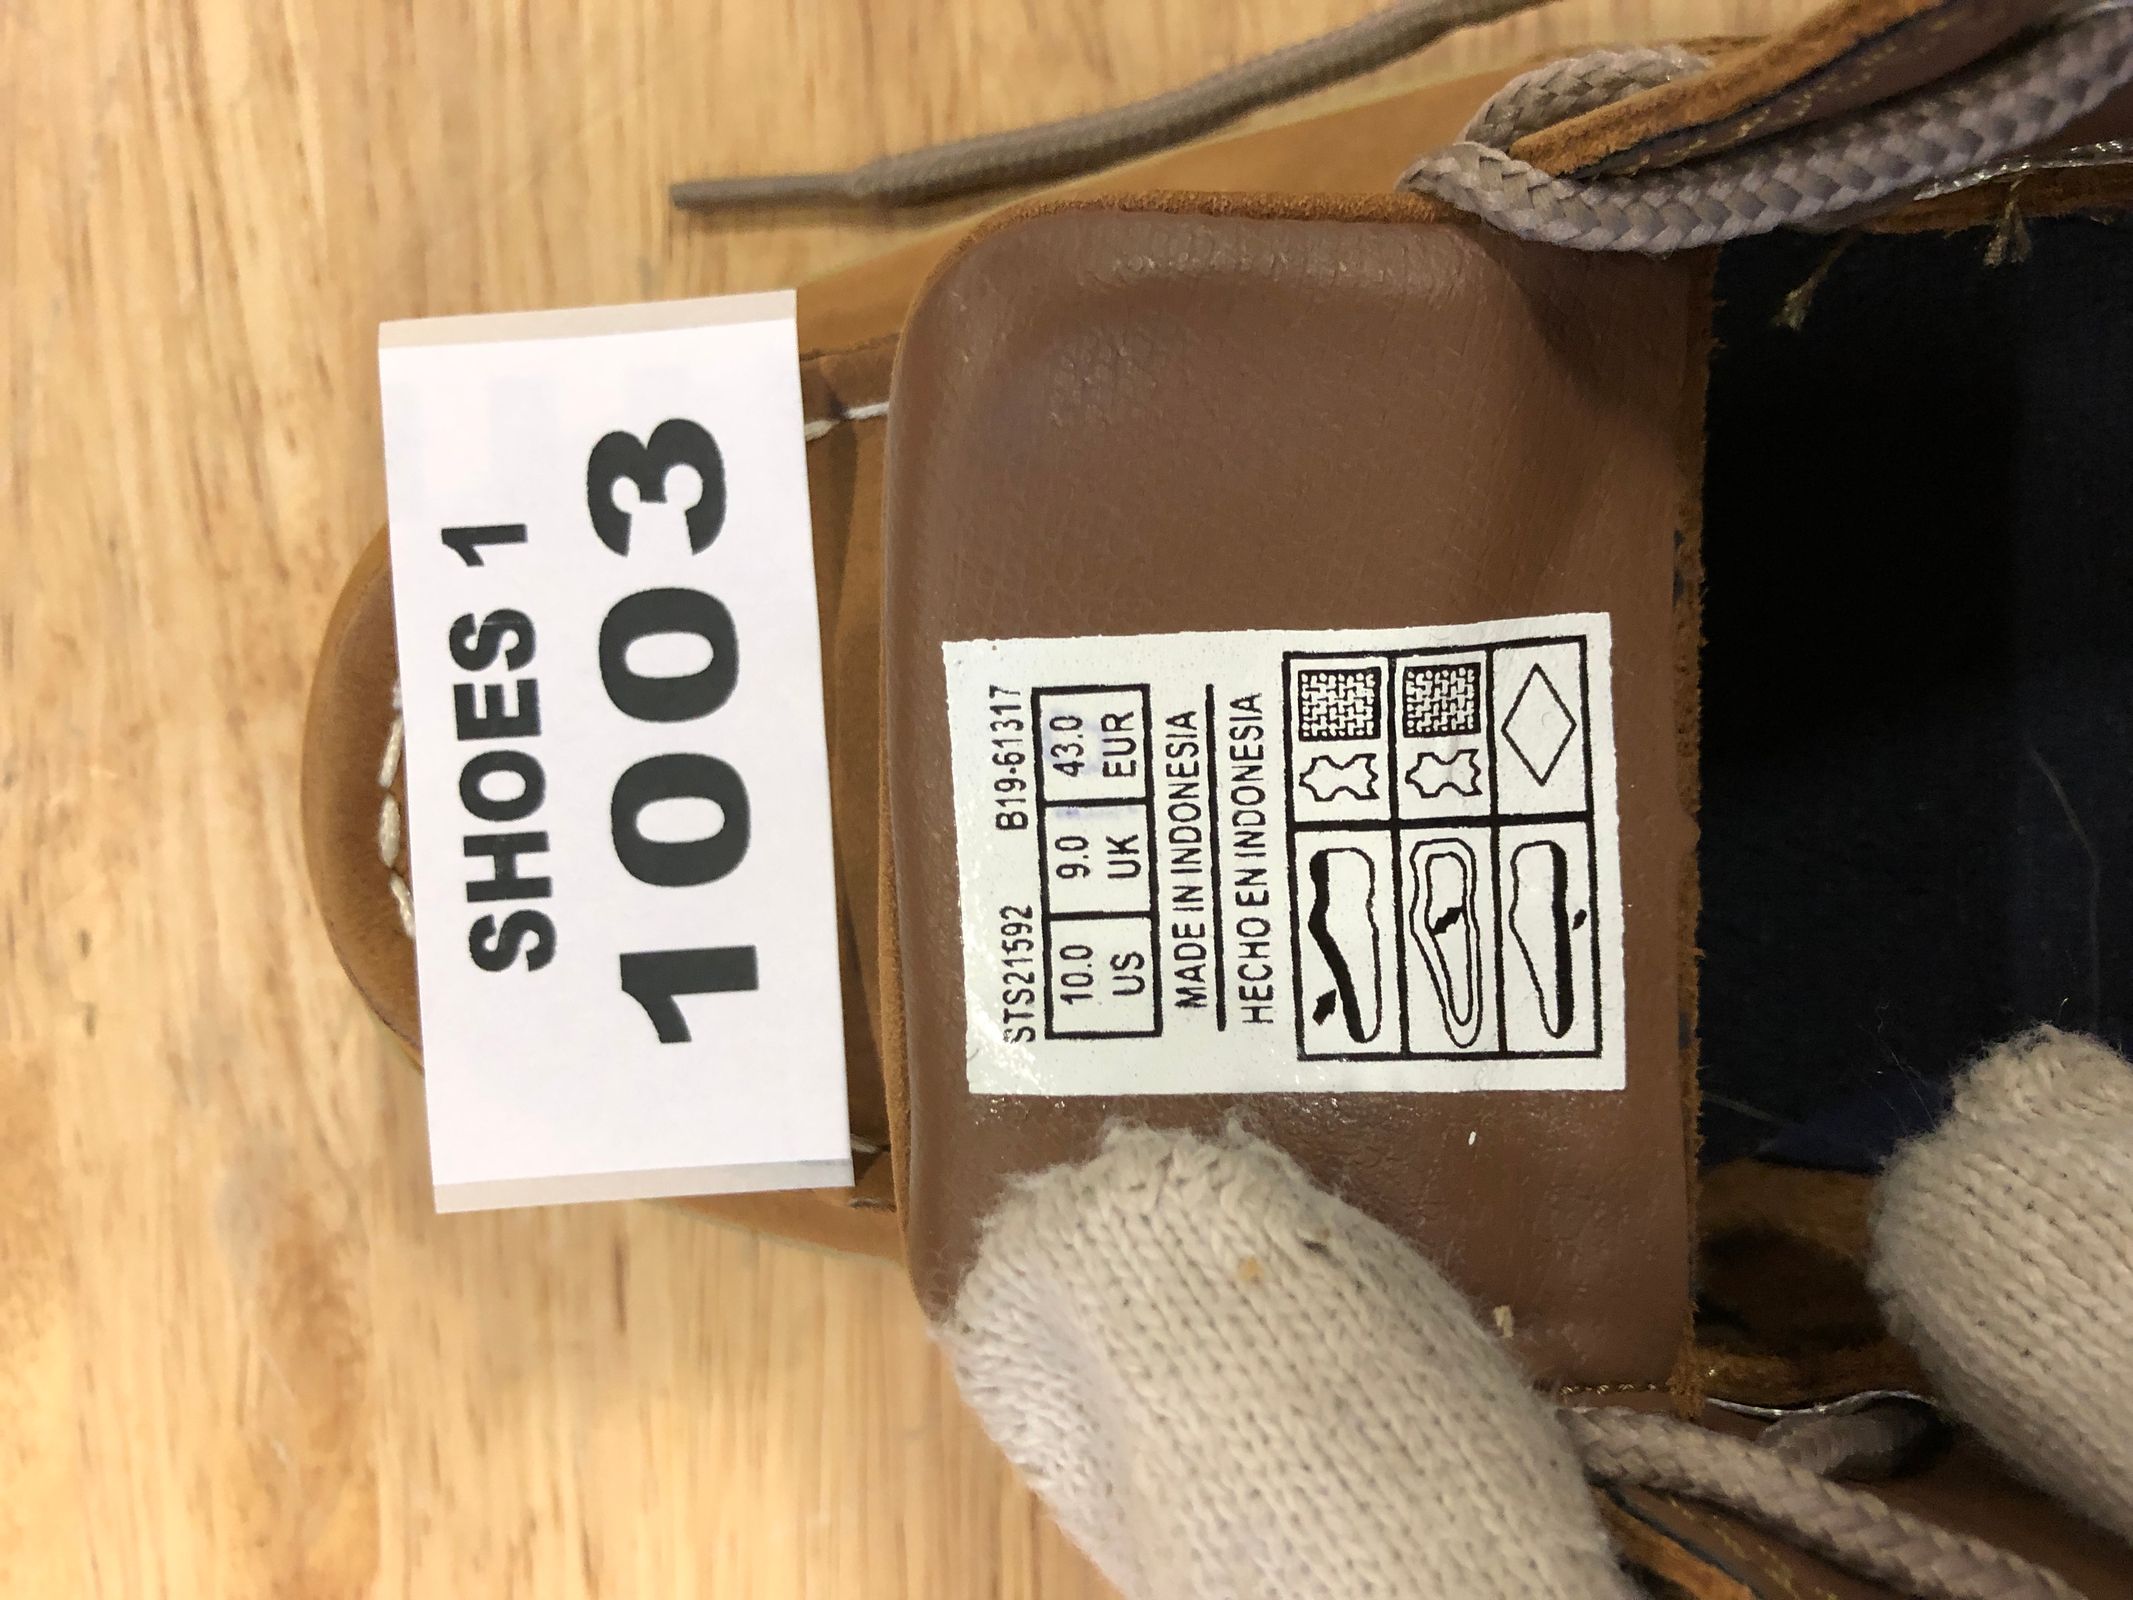 SHOES 1
1003
STS21592 B19-61317
10.0 9.0 43.0
US UK EUR
MADE IN INDONESIA
HECHO EN INDONESIA